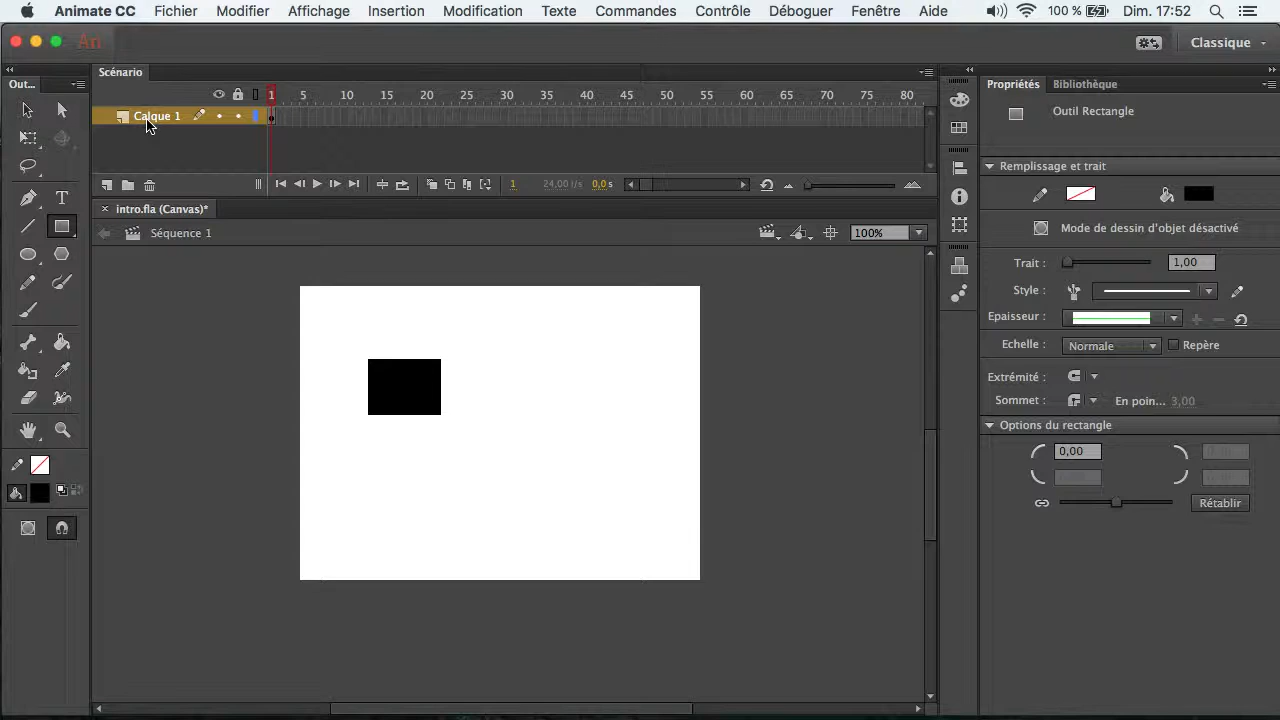 Animate CC Fichier Modifier Affichage Insertion Modification Texte Commandes Contrôle Déboguer Fenêtre Aide 100 % Dim. 17:52
An Classique
Out... Scénario Propriétés Bibliothèque
1 5 10 15 20 25 30 35 40 45 50 55 60 65 70 75 80
Calque 1
Outil Rectangle
Remplissage et trait
1 24,00 i/s 0,0 s
intro.fla (Canvas)*
Séquence 1 100%
Mode de dessin d'objet désactivé
Trait : 1,00
Style :
Epaisseur :
Echelle : Normale Repère
Extrémité :
Sommet : En poin... 3,00
Options du rectangle
0,00
Rétablir